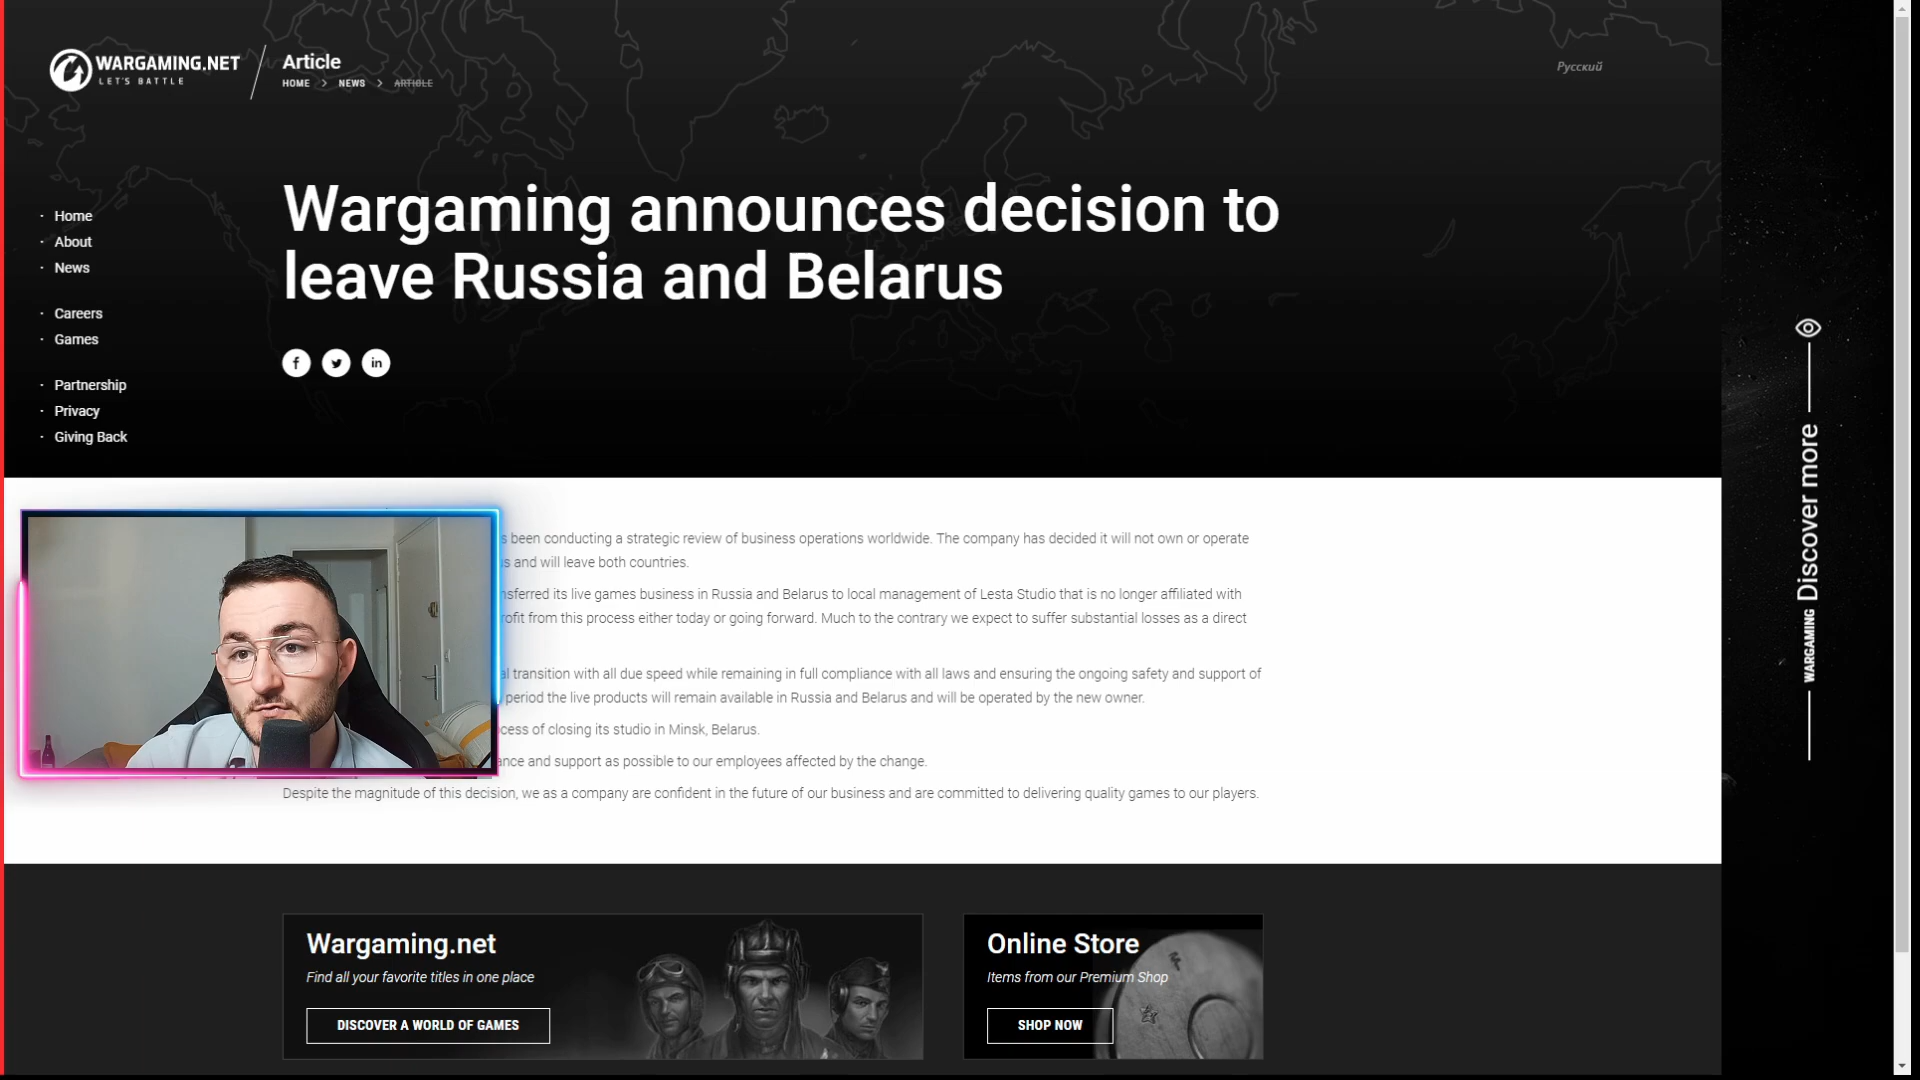 WARGAMING.NET
LET'S BATTLE
Article
HOME > NEWS > ARTICLE
Русский
Home
About
News
Careers
Games
Partnership
Privacy
Giving Back
Wargaming announces decision to
leave Russia and Belarus
been conducting a strategic review of business operations worldwide. The company has decided it will not own or operate
and will leave both countries.
its live games business in Russia and Belarus to local management of Lesta Studio that is no longer affiliated with
from this process either today or going forward. Much to the contrary we expect to suffer substantial losses as a direct
transition with all due speed while remaining in full compliance with all laws and ensuring the ongoing safety and support of
period the live products will remain available in Russia and Belarus and will be operated by the new owner.
of closing its studio in Minsk, Belarus.
and support as possible to our employees affected by the change.
Despite the magnitude of this decision, we as a company are confident in the future of our business and are committed to delivering quality games to our players.
Wargaming.net
Find all your favorite titles in one place
DISCOVER A WORLD OF GAMES
Online Store
Items from our Premium Shop
SHOP NOW
WARGAMING Discover more